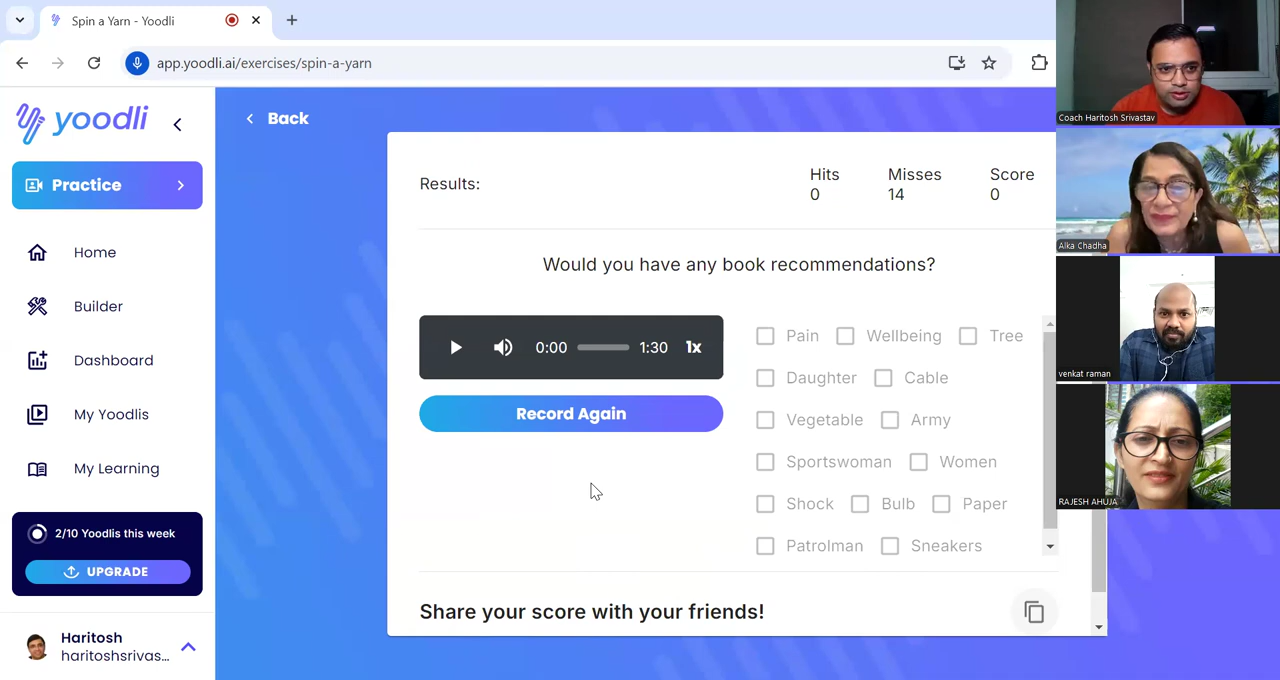 Spin a Yarn - Yoodli
app.yoodli.ai/exercises/spin-a-yarn
yoodli
Practice
Home
Builder
Dashboard
My Yoodlis
My Learning
2/10 Yoodlis this week
UPGRADE
Haritosh
haritoshsrivas...
Back
Results:
Hits Misses Score
0 14 0
Would you have any book recommendations?
0:00 1:30 1x
Record Again
Pain Wellbeing Tree
Daughter Cable
Vegetable Army
Sportswoman Women
Shock Bulb Paper
Patrolman Sneakers
Share your score with your friends!
Coach Haritosh Srivastav
Alka Chadha
venkat raman
RAJESH AHUJA